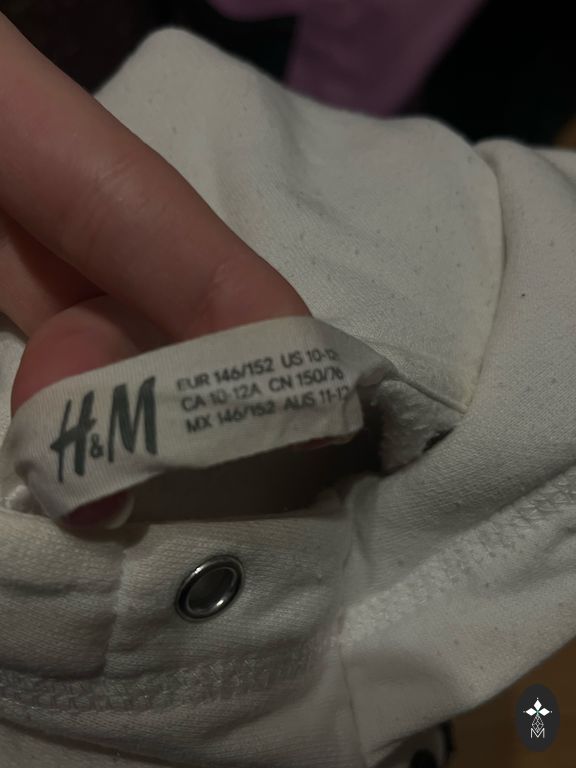 H&M
EUR 146/152 US 10-12
CA 10-12A CN 150/76
MX 146/152 AUS 11-12
M